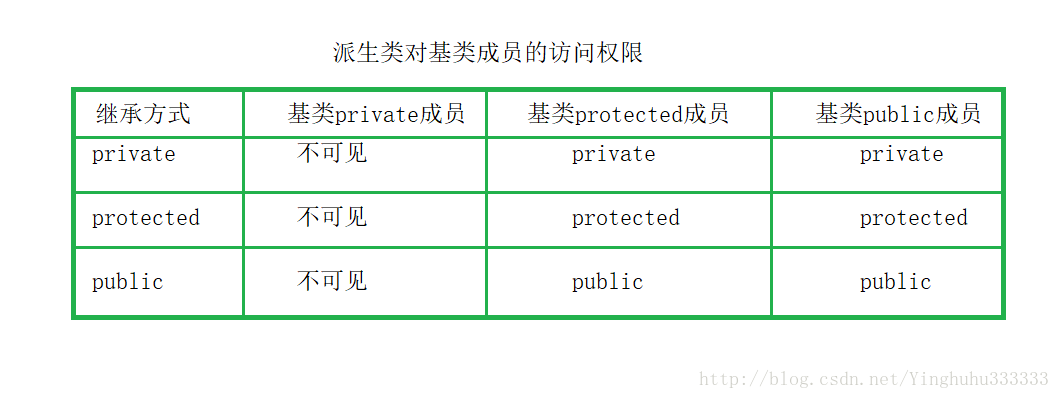 派生类对基类成员的访问权限
继承方式 基类private成员 基类protected成员 基类public成员
private 不可见 private private
protected 不可见 protected protected
public 不可见 public public
http://blog.csdn.net/Yinghuhu333333